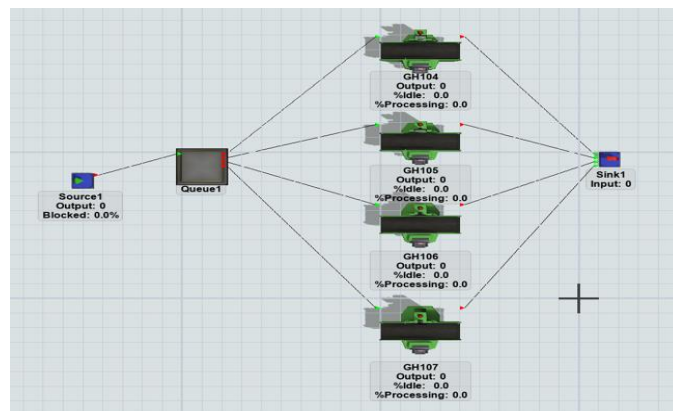 GH104
Output: 0
%Idle: 0.0
%Processing: 0.0
GH105
Output: 0
%Idle: 0.0
%Processing: 0.0
Source1
Output: 0
Blocked: 0.0%
Queue1
Sink1
Input: 0
GH106
Output: 0
%Idle: 0.0
%Processing: 0.0
GH107
Output: 0
%Idle: 0.0
%Processing: 0.0